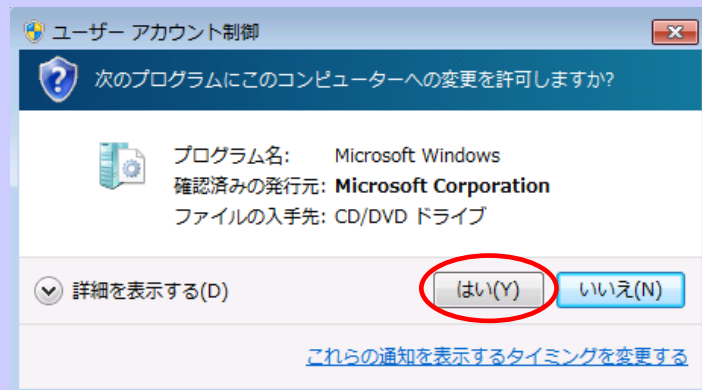 ユーザー アカウント制御
次のプログラムにこのコンピューターへの変更を許可しますか?
プログラム名: Microsoft Windows
確認済みの発行元: Microsoft Corporation
ファイルの入手先: CD/DVD ドライブ
詳細を表示する(D) はい(Y) いいえ(N)
これらの通知を表示するタイミングを変更する